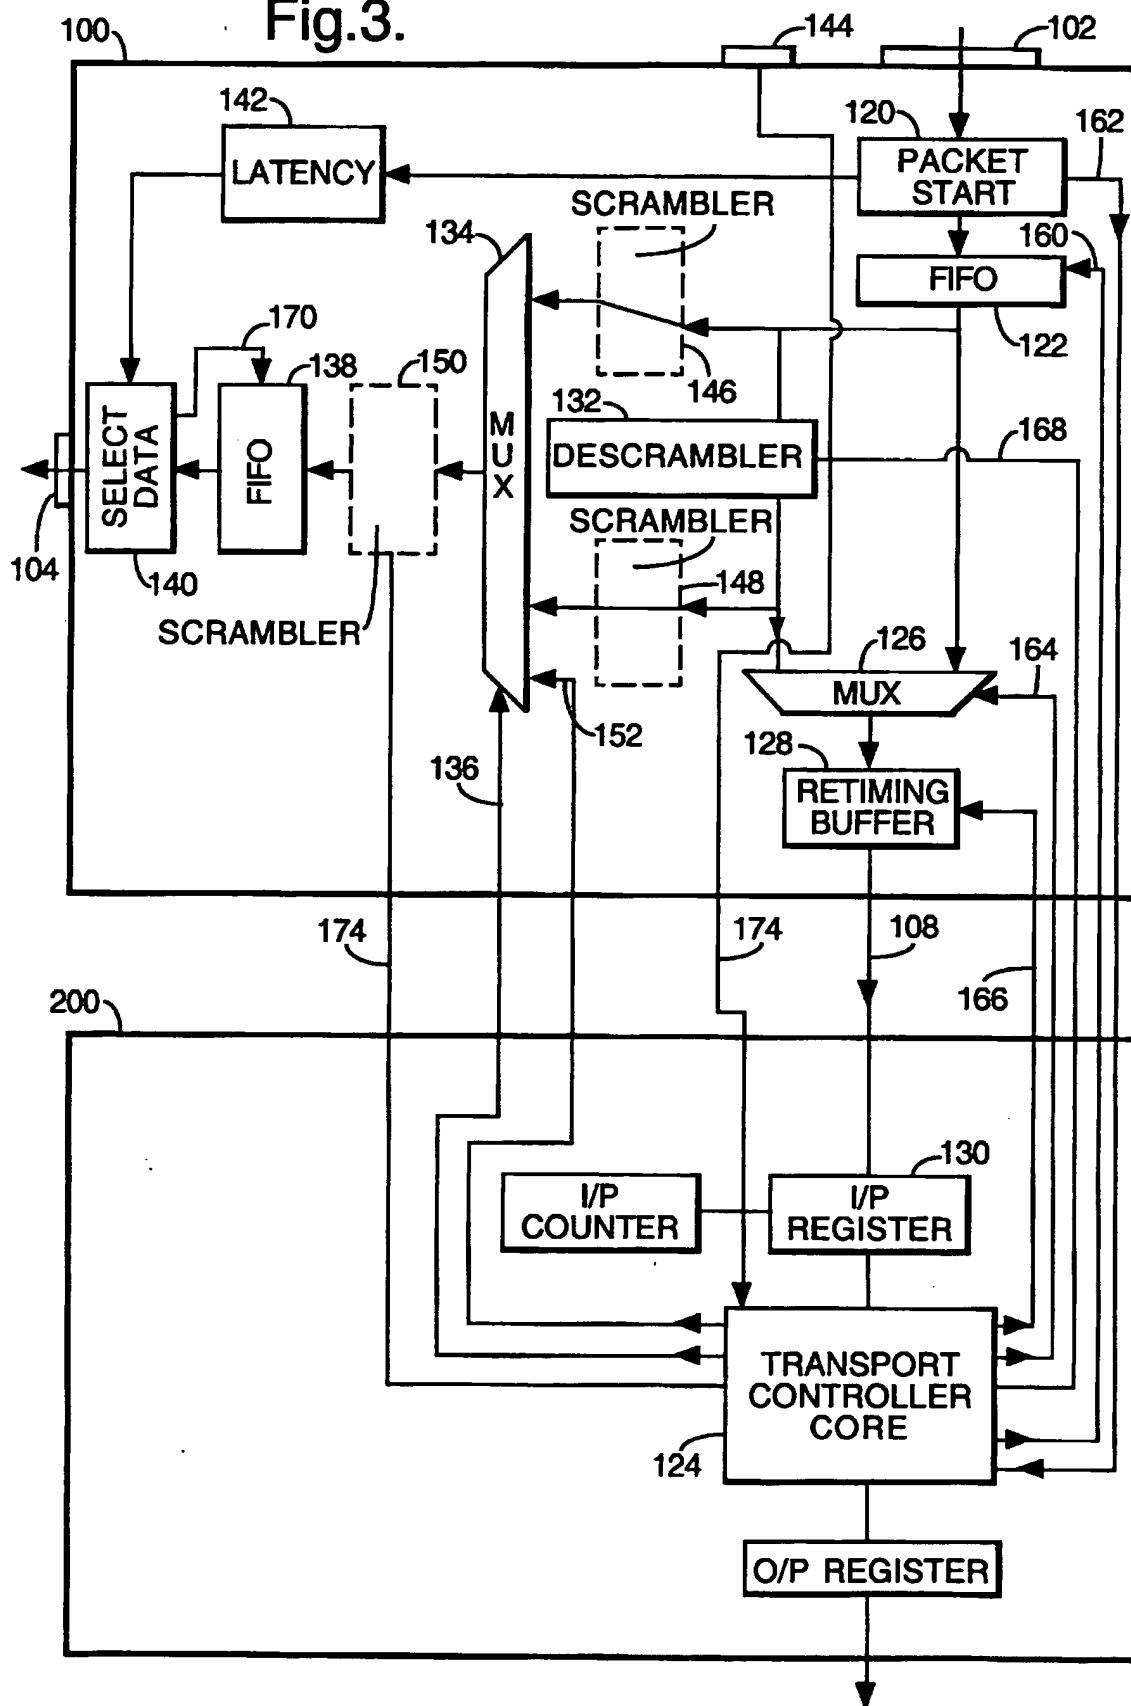 Fig.3.
100
144
102
142
120
162
LATENCY
PACKET
START
SCRAMBLER
134
160
FIFO
170
138
150
122
146
132
168
SELECT
DATA
FIFO
MUX
DESCRAMBLER
SCRAMBLER
104
140
148
SCRAMBLER
126
164
MUX
152
128
136
RETIMING
BUFFER
174
174
108
166
200
130
I/P
COUNTER
I/P
REGISTER
TRANSPORT
CONTROLLER
CORE
124
O/P REGISTER